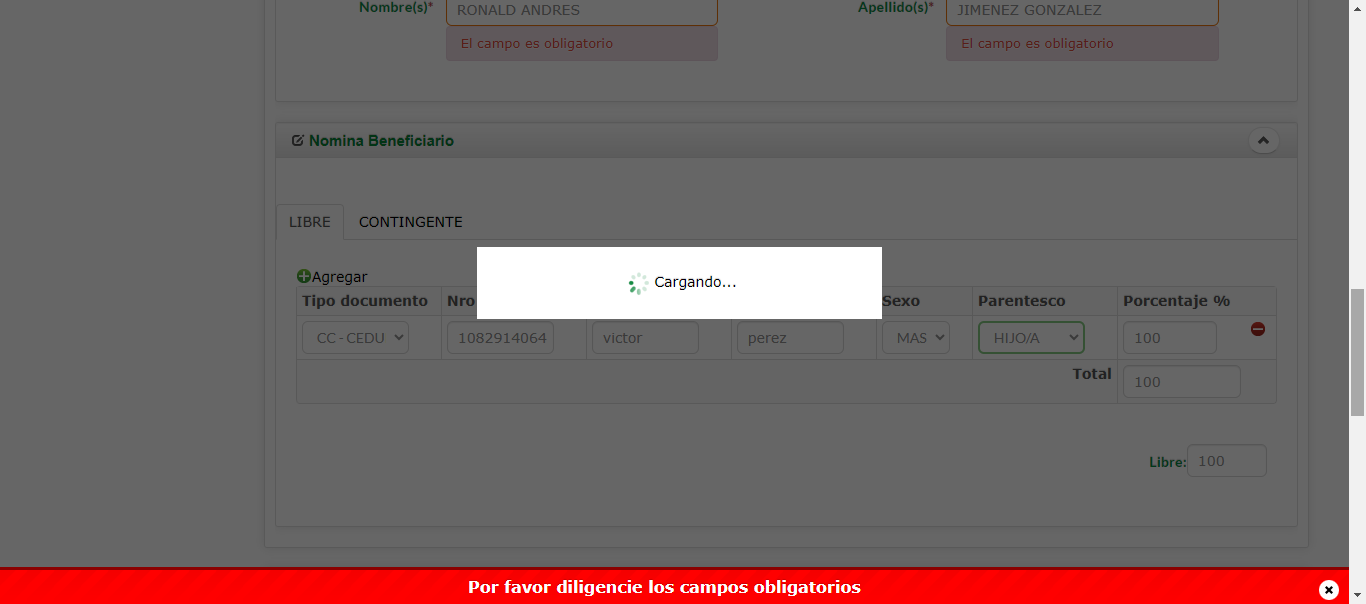 Nombre(s)* RONALD ANDRES Apellido(s)* JIMENEZ GONZALEZ
El campo es obligatorio El campo es obligatorio
Nomina Beneficiario
LIBRE CONTINGENTE
Agregar
Cargando...
Tipo documento Nro Sexo Parentesco Porcentaje %
CC - CEDU 1082914064 victor perez MAS HIJO/A 100
Total 100
Libre: 100
Por favor diligencie los campos obligatorios